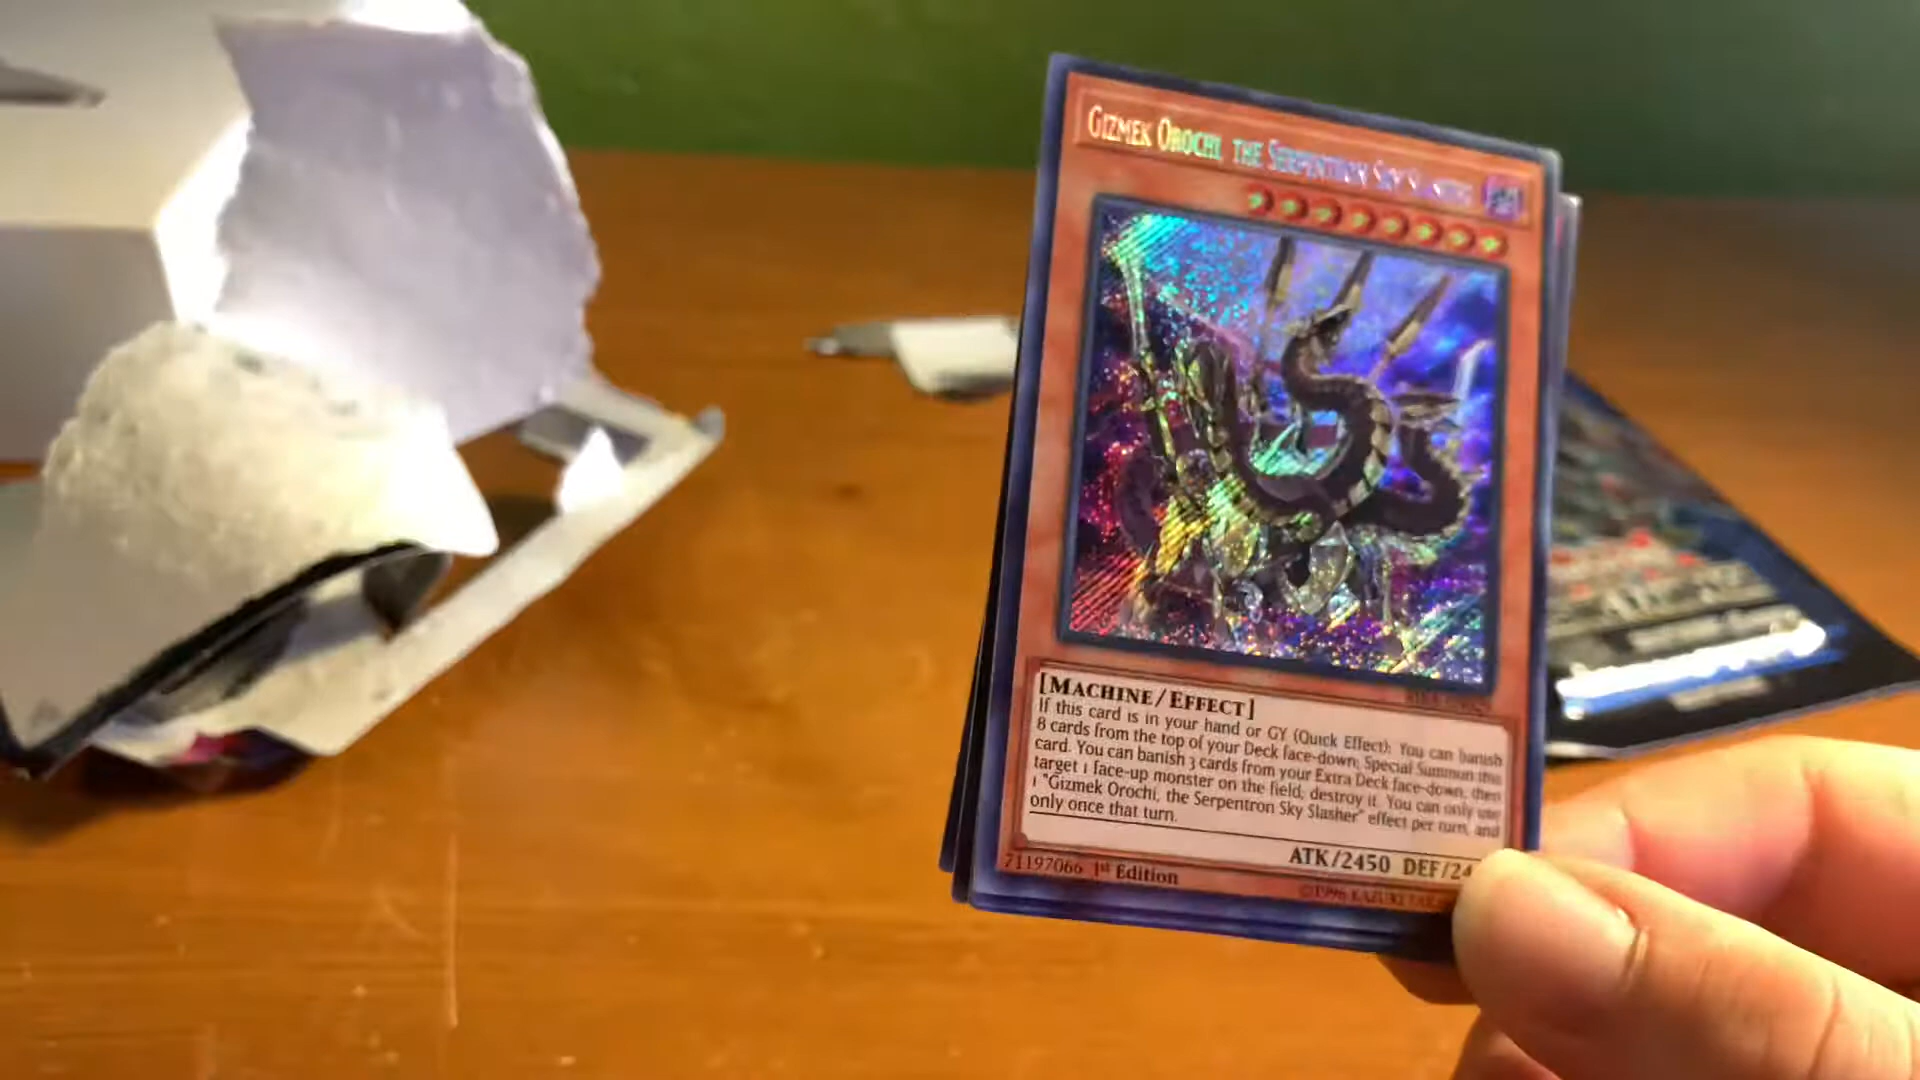 Gizmek Orochi, the Serpentron Sky Slasher
[Machine/Effect]
If this card is in your hand or GY (Quick Effect): You can banish
8 cards from the top of your Deck face-down; Special Summon this
card. You can banish 3 cards from your Extra Deck face-down, then
target 1 face-up monster on the field; destroy it. You can only use
1 "Gizmek Orochi, the Serpentron Sky Slasher" effect per turn, and
only once that turn.
ATK/2450 DEF/24
71197066 1st Edition
©1996 KAZUKI